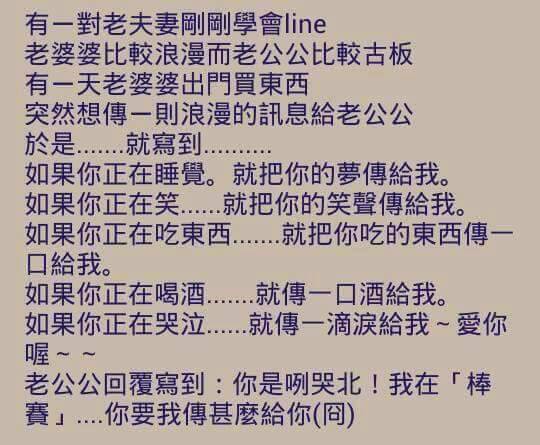 有一對老夫妻剛剛學會line
老婆婆比較浪漫而老公公比較古板
有一天老婆婆出門買東西
突然想傳一則浪漫的訊息給老公公
於是.......就寫到..........
如果你正在睡覺。就把你的夢傳給我。
如果你正在笑......就把你的笑聲傳給我。
如果你正在吃東西.......就把你吃的東西傳一
口給我。
如果你正在喝酒.......就傳一口酒給我。
如果你正在哭泣......就傳一滴淚給我～愛你
喔～～
老公公回覆寫到：你是咧哭北！我在「棒
賽」....你要我傳甚麼給你(冏)